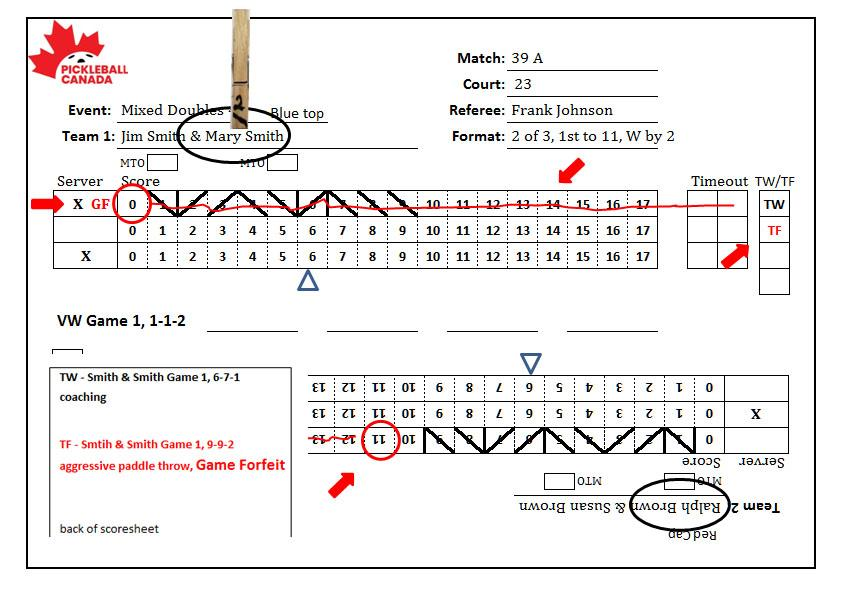 PICKLEBALL
CANADA
Match: 39 A
Court: 23
Event: Mixed Doubles - 2 Blue top
Referee: Frank Johnson
Team 1: Jim Smith & Mary Smith
Format: 2 of 3, 1st to 11, W by 2
MTO MTO
Server Score Timeout TW/TF
X GF 0 1 2 3 4 5 6 7 8 9 10 11 12 13 14 15 16 17 TW
0 1 2 3 4 5 6 7 8 9 10 11 12 13 14 15 16 17 TF
X 0 1 2 3 4 5 6 7 8 9 10 11 12 13 14 15 16 17
VW Game 1, 1-1-2
TW - Smith & Smith Game 1, 6-7-1
coaching
TF - Smtih & Smith Game 1, 9-9-2
aggressive paddle throw, Game Forfeit
back of scoresheet
Red Cap
Team 2 Ralph Brown & Susan Brown
MTO MTO
Server Score
0 1 2 3 4 5 6 7 8 9 10 11 12 13
X 0 1 2 3 4 5 6 7 8 9 10 11 12 13
0 1 2 3 4 5 6 7 8 9 10 11 12 13